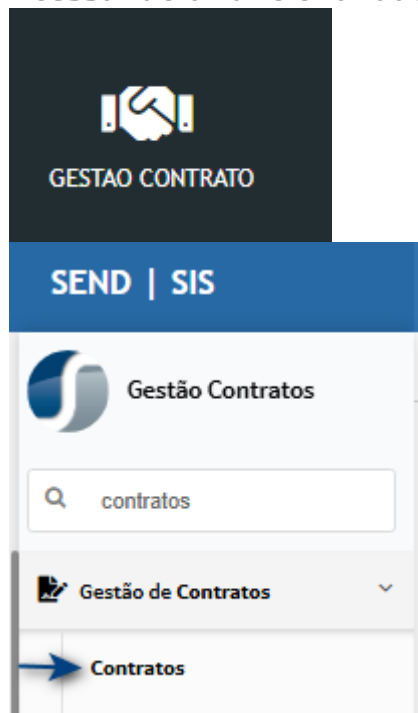 GESTAO CONTRATO
SEND | SIS
Gestão Contratos
contratos
Gestão de Contratos
Contratos